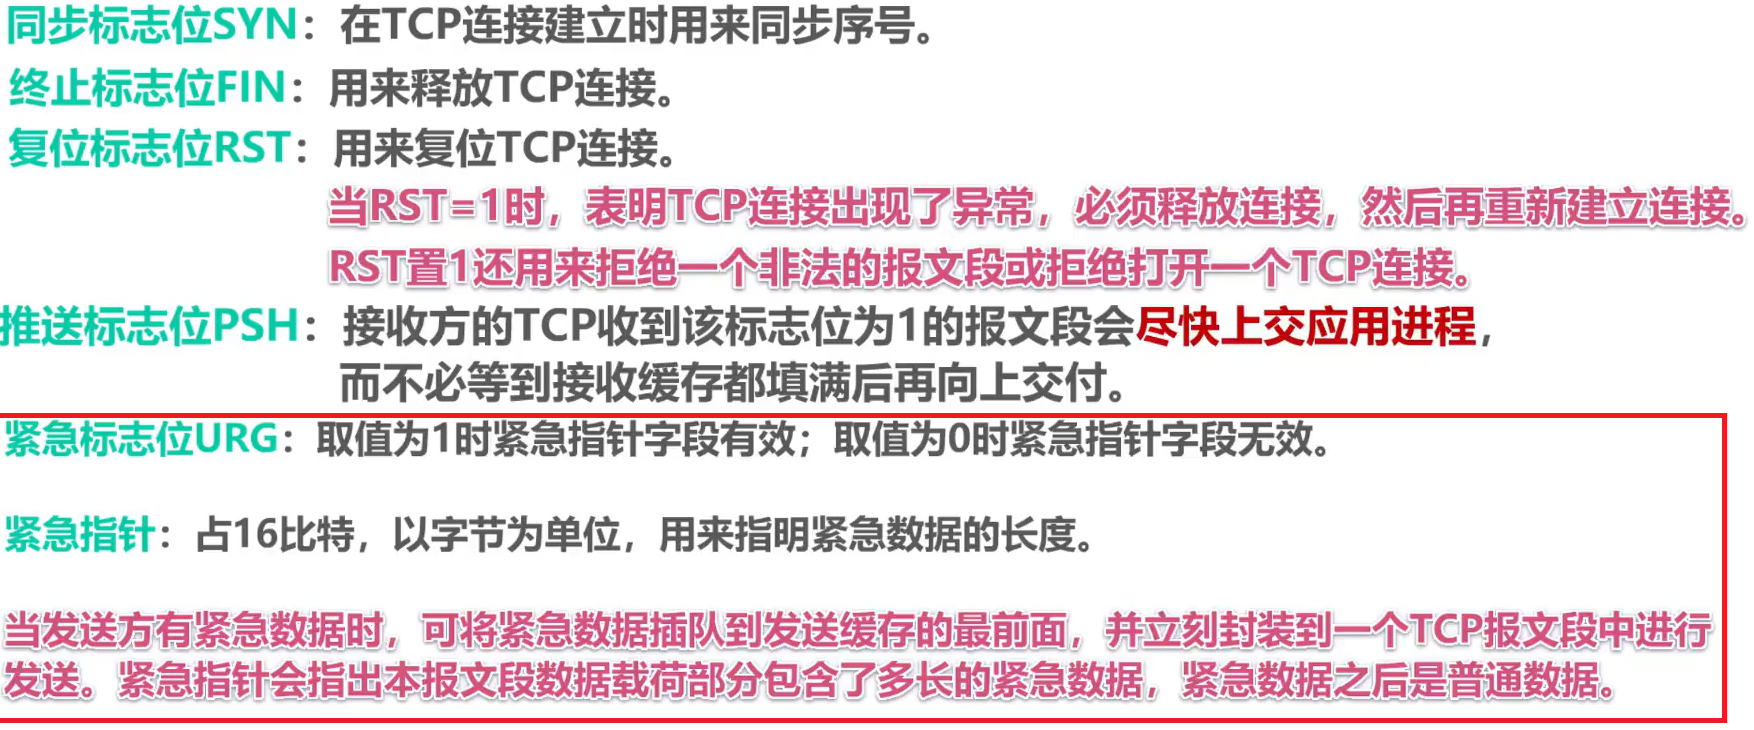 同步标志位SYN：在TCP连接建立时用来同步序号。
终止标志位FIN：用来释放TCP连接。
复位标志位RST：用来复位TCP连接。
当RST=1时，表明TCP连接出现了异常，必须释放连接，然后再重新建立连接。
RST置1还用来拒绝一个非法的报文段或拒绝打开一个TCP连接。
推送标志位PSH：接收方的TCP收到该标志位为1的报文段会尽快上交应用进程，
而不必等到接收缓存都填满后再向上交付。
紧急标志位URG：取值为1时紧急指针字段有效；取值为0时紧急指针字段无效。
紧急指针：占16比特，以字节为单位，用来指明紧急数据的长度。
当发送方有紧急数据时，可将紧急数据插队到发送缓存的最前面，并立刻封装到一个TCP报文段中进行
发送。紧急指针会指出本报文段数据载荷部分包含了多长的紧急数据，紧急数据之后是普通数据。